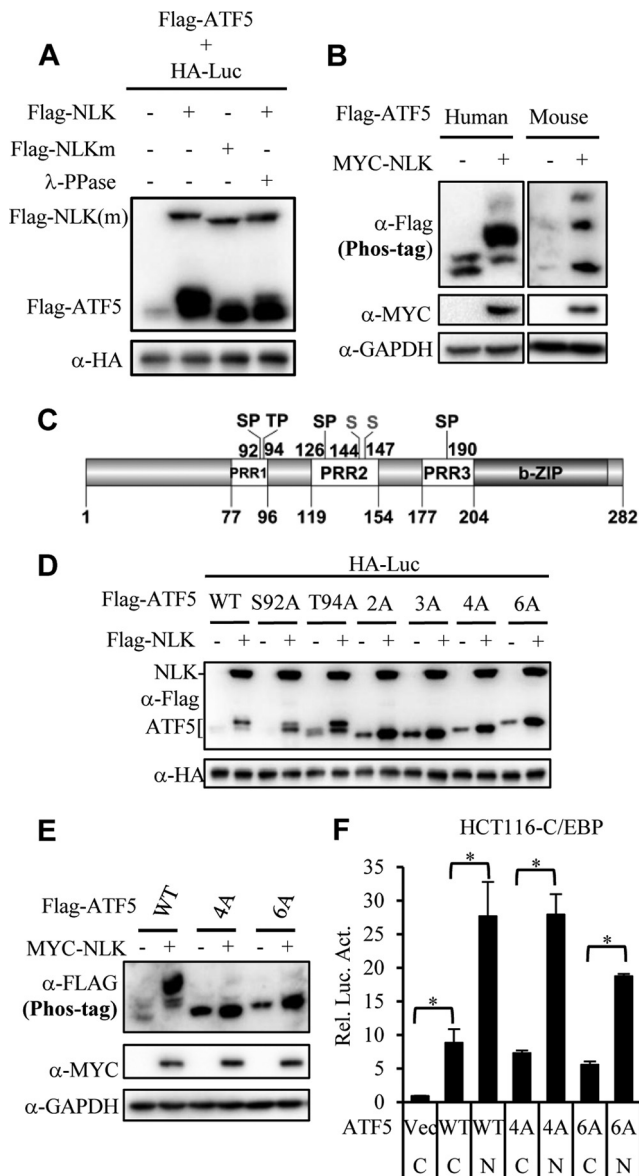 A
Flag-ATF5
+
HA-Luc
Flag-NLK - + - +
Flag-NLKm - - + -
λ-PPase - - - +
Flag-NLK(m)
Flag-ATF5
α-HA
B
Flag-ATF5 Human Mouse
MYC-NLK - + - +
α-Flag
(Phos-tag)
α-MYC
α-GAPDH
C
SP TP SP S S SP
92 94 126 144 147 190
PRR1 PRR2 PRR3 b-ZIP
1 77 96 119 154 177 204 282
D
HA-Luc
Flag-ATF5 WT S92A T94A 2A 3A 4A 6A
Flag-NLK - + - + - + - + - + - + - +
NLK-
α-Flag
ATF5[
α-HA
E
Flag-ATF5 WT 4A 6A
MYC-NLK - + - + - +
α-FLAG
(Phos-tag)
α-MYC
α-GAPDH
F
HCT116-C/EBP
Rel. Luc. Act.
35
30
25
20
15
10
5
0
* * * *
ATF5 Vec WT WT 4A 4A 6A 6A
C C N C N C N